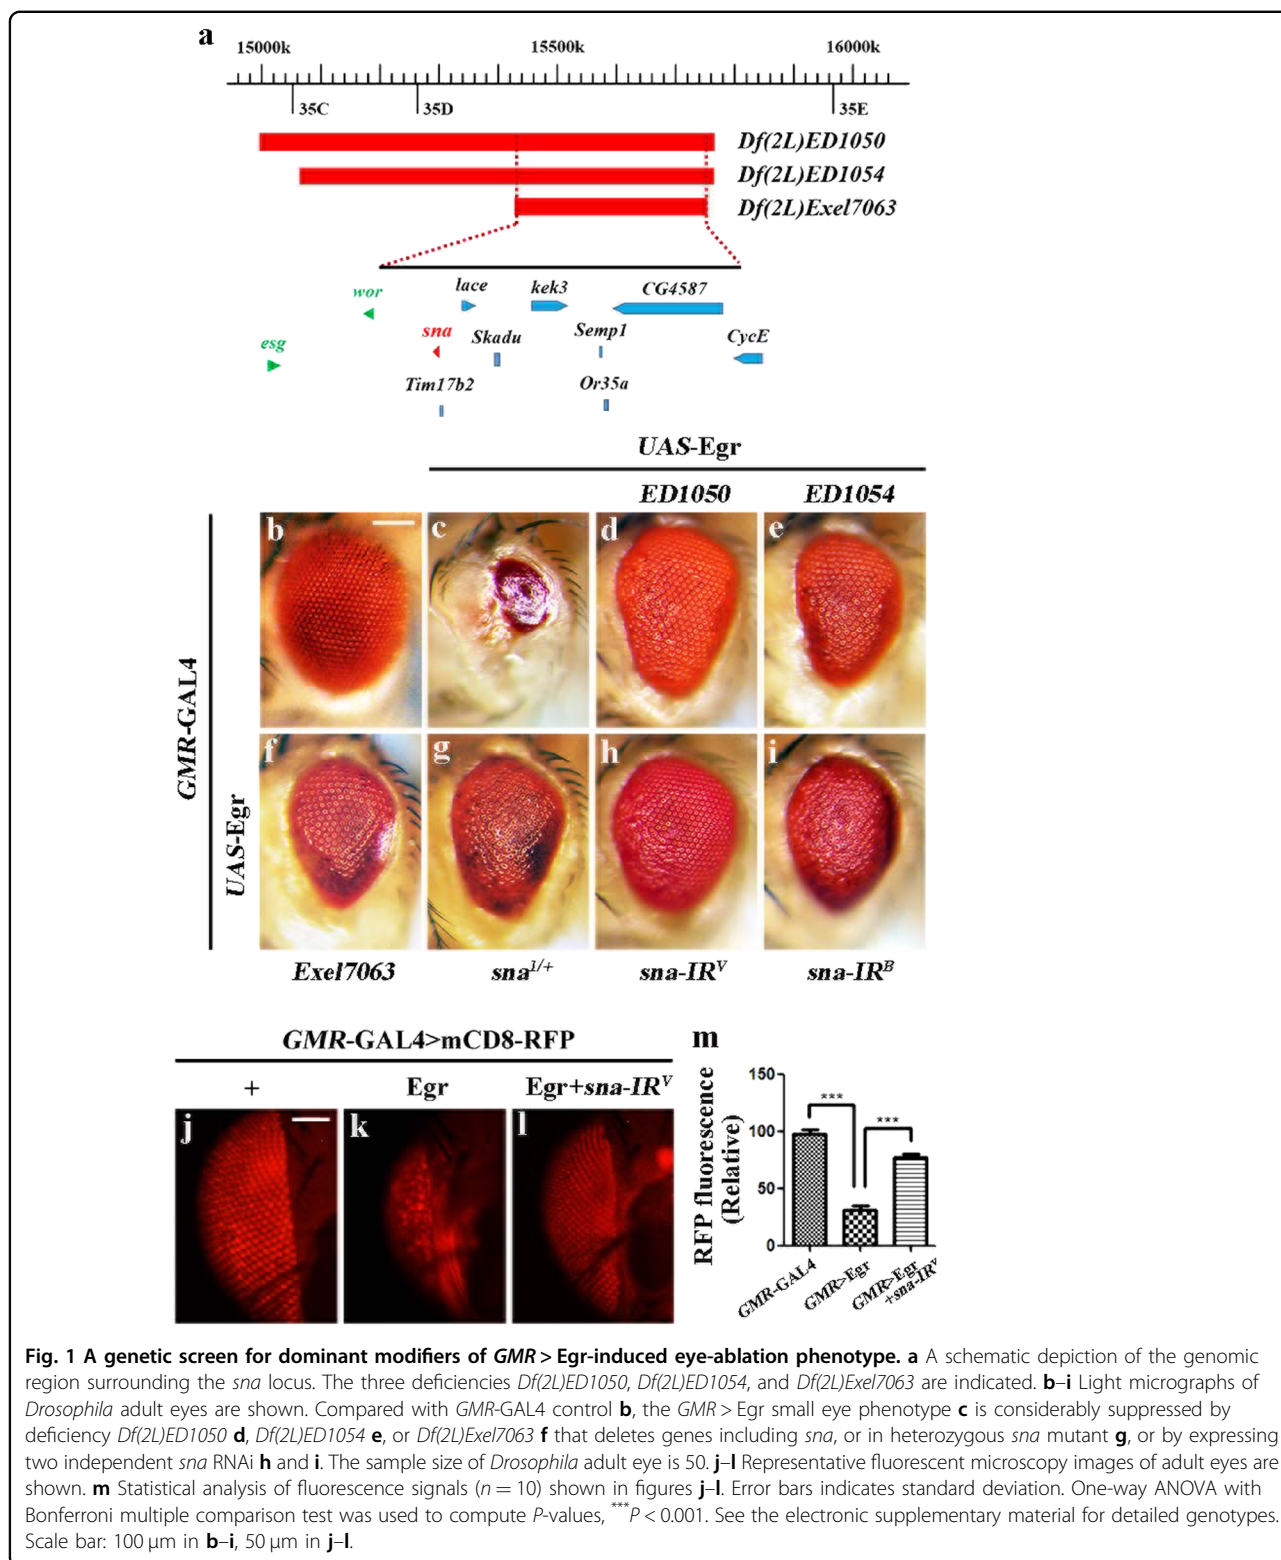 a
15000k 15500k 16000k
35C 35D 35E
Df(2L)ED1050
Df(2L)ED1054
Df(2L)Exel7063
wor lace kek3 CG4587
esg sna Skadu Semp1 CycE
Tim17b2 Or35a
UAS-Egr
ED1050 ED1054
GMR-GAL4
UAS-Egr
b c d e
f g h i
Exel7063 sna1/+ sna-IRV sna-IRB
GMR-GAL4>mCD8-RFP
+ Egr Egr+sna-IRV
j k l
m
RFP fluorescence
(Relative)
150
100
50
0
*** ***
GMR-GAL4
GMR>Egr
GMR>Egr
+sna-IRV
Fig. 1 A genetic screen for dominant modifiers of GMR > Egr-induced eye-ablation phenotype. a A schematic depiction of the genomic
region surrounding the sna locus. The three deficiencies Df(2L)ED1050, Df(2L)ED1054, and Df(2L)Exel7063 are indicated. b–i Light micrographs of
Drosophila adult eyes are shown. Compared with GMR-GAL4 control b, the GMR > Egr small eye phenotype c is considerably suppressed by
deficiency Df(2L)ED1050 d, Df(2L)ED1054 e, or Df(2L)Exel7063 f that deletes genes including sna, or in heterozygous sna mutant g, or by expressing
two independent sna RNAi h and i. The sample size of Drosophila adult eye is 50. j–l Representative fluorescent microscopy images of adult eyes are
shown. m Statistical analysis of fluorescence signals (n = 10) shown in figures j–l. Error bars indicates standard deviation. One-way ANOVA with
Bonferroni multiple comparison test was used to compute P-values, ***P < 0.001. See the electronic supplementary material for detailed genotypes.
Scale bar: 100 µm in b–i, 50 µm in j–l.